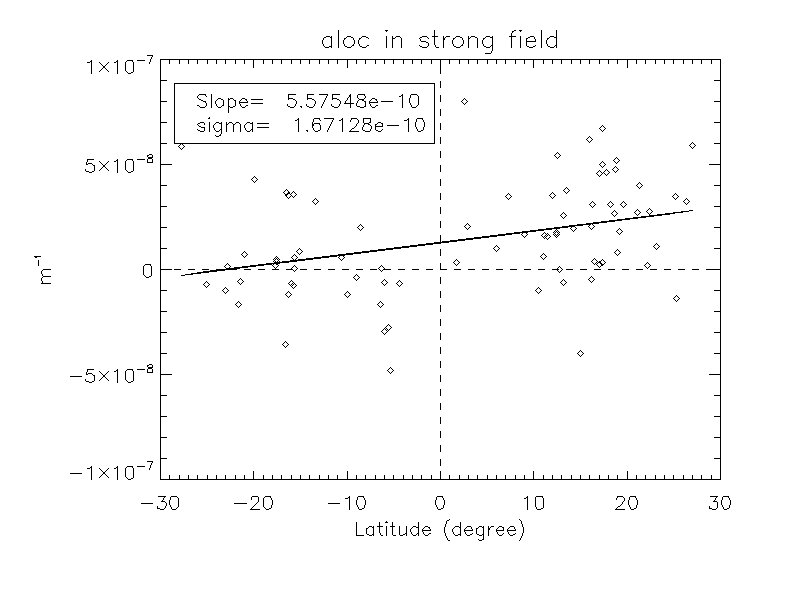 aloc in strong field
1×10⁻⁷
Slope= 5.57548e−10
sigma= 1.67128e−10
5×10⁻⁸
m⁻¹
0
−5×10⁻⁸
−1×10⁻⁷
−30 −20 −10 0 10 20 30
Latitude (degree)